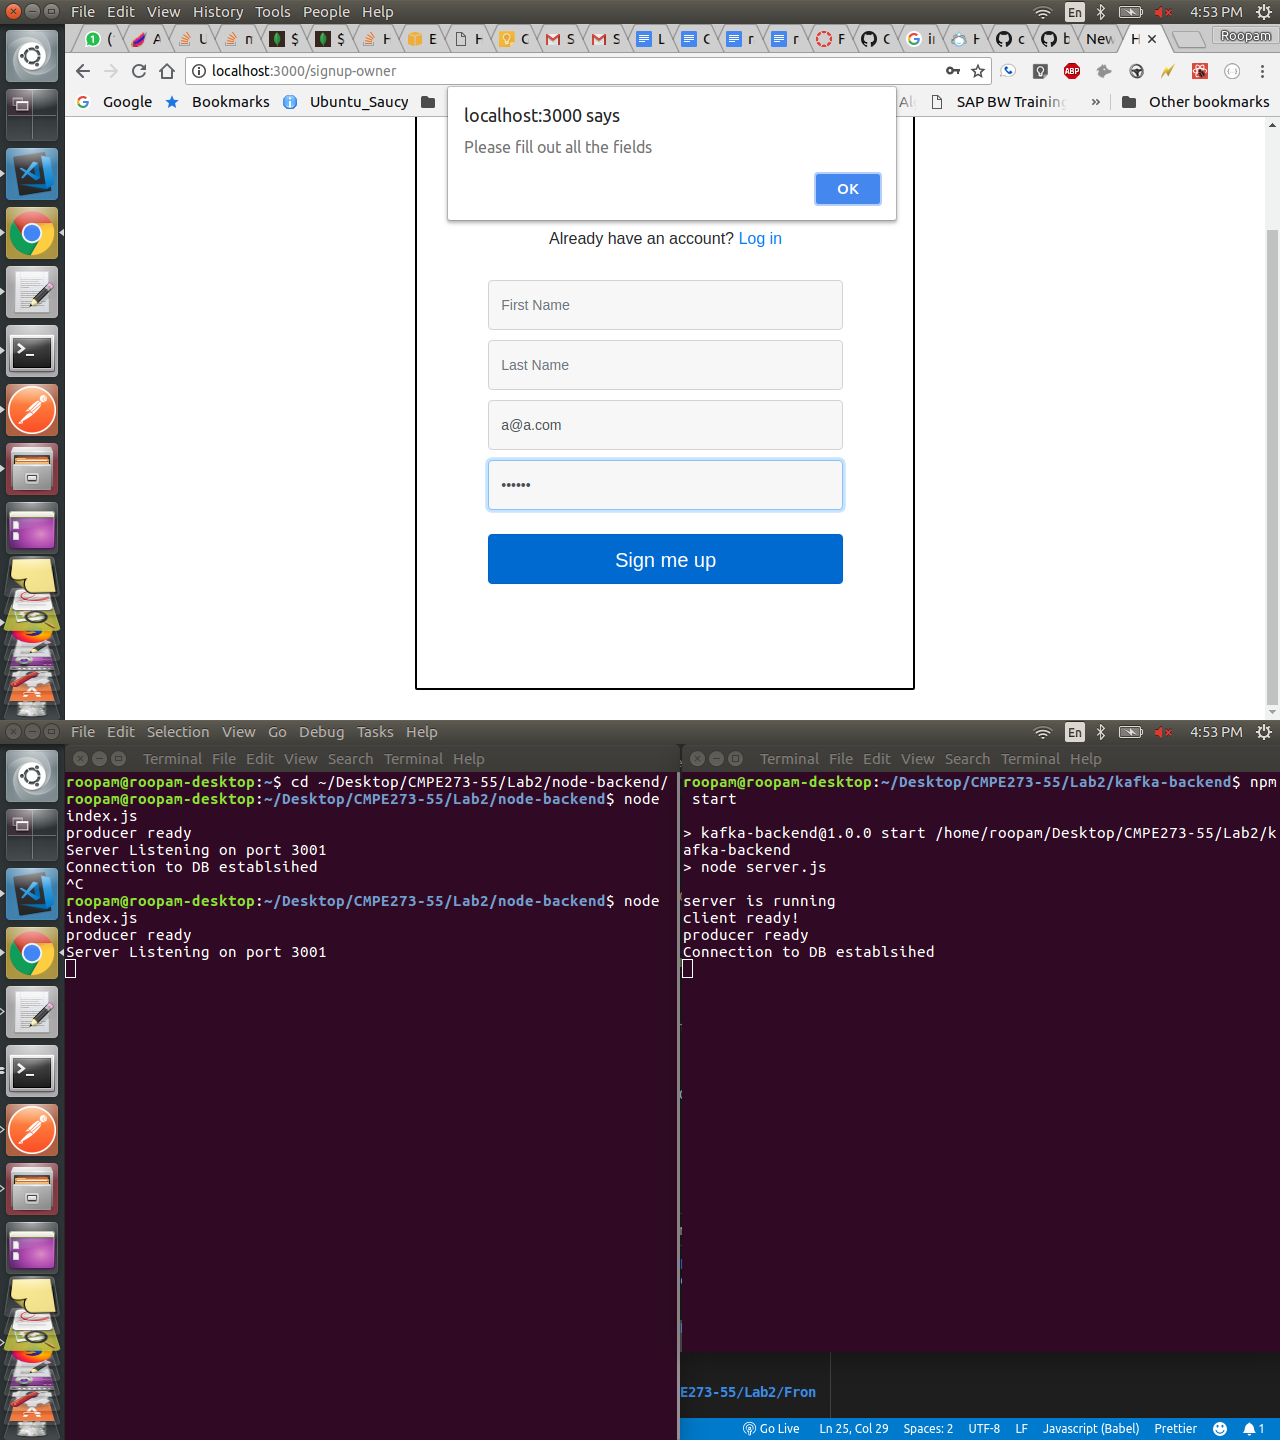 File Edit View History Tools People Help
En
4:53 PM
Roopam
New
localhost:3000/signup-owner
ABP
Google
Bookmarks
Ubuntu_Saucy
SAP BW Training
»
Other bookmarks
localhost:3000 says
Please fill out all the fields
OK
Already have an account? Log in
First Name
Last Name
a@a.com
••••••
Sign me up
File Edit Selection View Go Debug Tasks Help
En
4:53 PM
Terminal File Edit View Search Terminal Help
roopam@roopam-desktop:~$ cd ~/Desktop/CMPE273-55/Lab2/node-backend/
roopam@roopam-desktop:~/Desktop/CMPE273-55/Lab2/node-backend$ node
index.js
producer ready
Server Listening on port 3001
Connection to DB establsihed
^C
roopam@roopam-desktop:~/Desktop/CMPE273-55/Lab2/node-backend$ node
index.js
producer ready
Server Listening on port 3001
Terminal File Edit View Search Terminal Help
roopam@roopam-desktop:~/Desktop/CMPE273-55/Lab2/kafka-backend$ npm
start
> kafka-backend@1.0.0 start /home/roopam/Desktop/CMPE273-55/Lab2/k
afka-backend
> node server.js
server is running
client ready!
producer ready
Connection to DB establsihed
E273-55/Lab2/Fron
Go Live Ln 25, Col 29 Spaces: 2 UTF-8 LF Javascript (Babel) Prettier 1